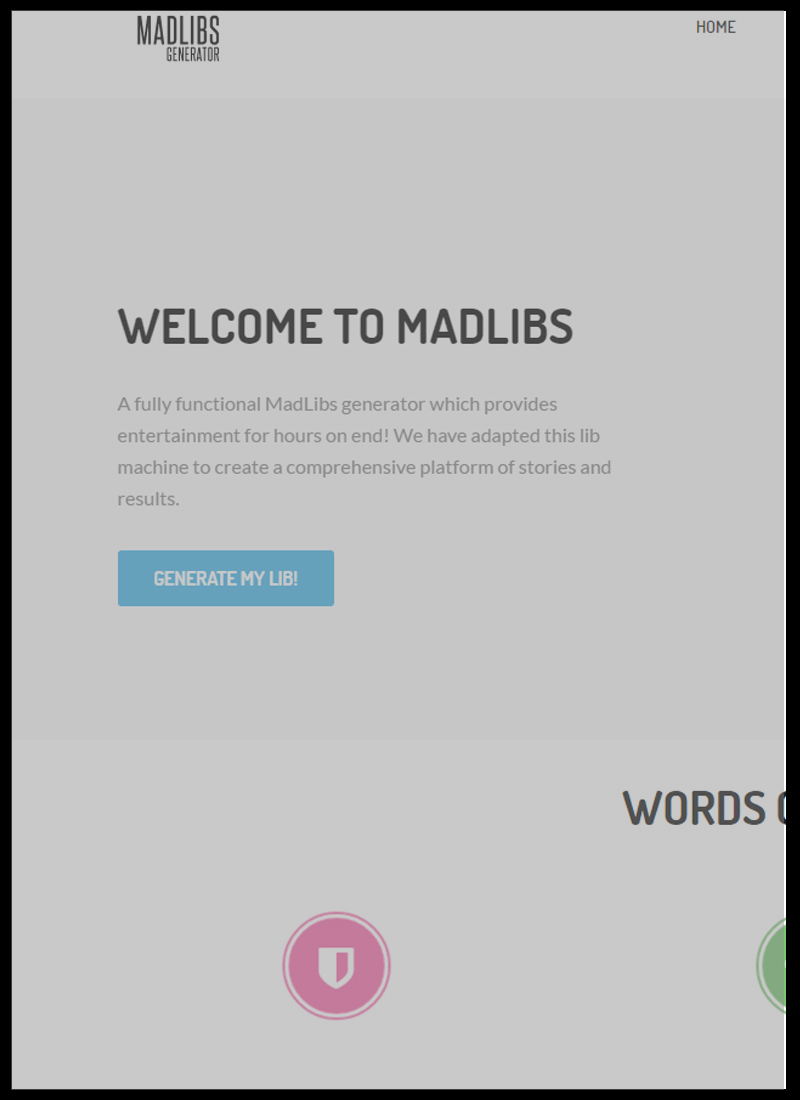 MADLIBS
GENERATOR
HOME
WELCOME TO MADLIBS
A fully functional MadLibs generator which provides
entertainment for hours on end! We have adapted this lib
machine to create a comprehensive platform of stories and
results.
GENERATE MY LIB!
WORDS